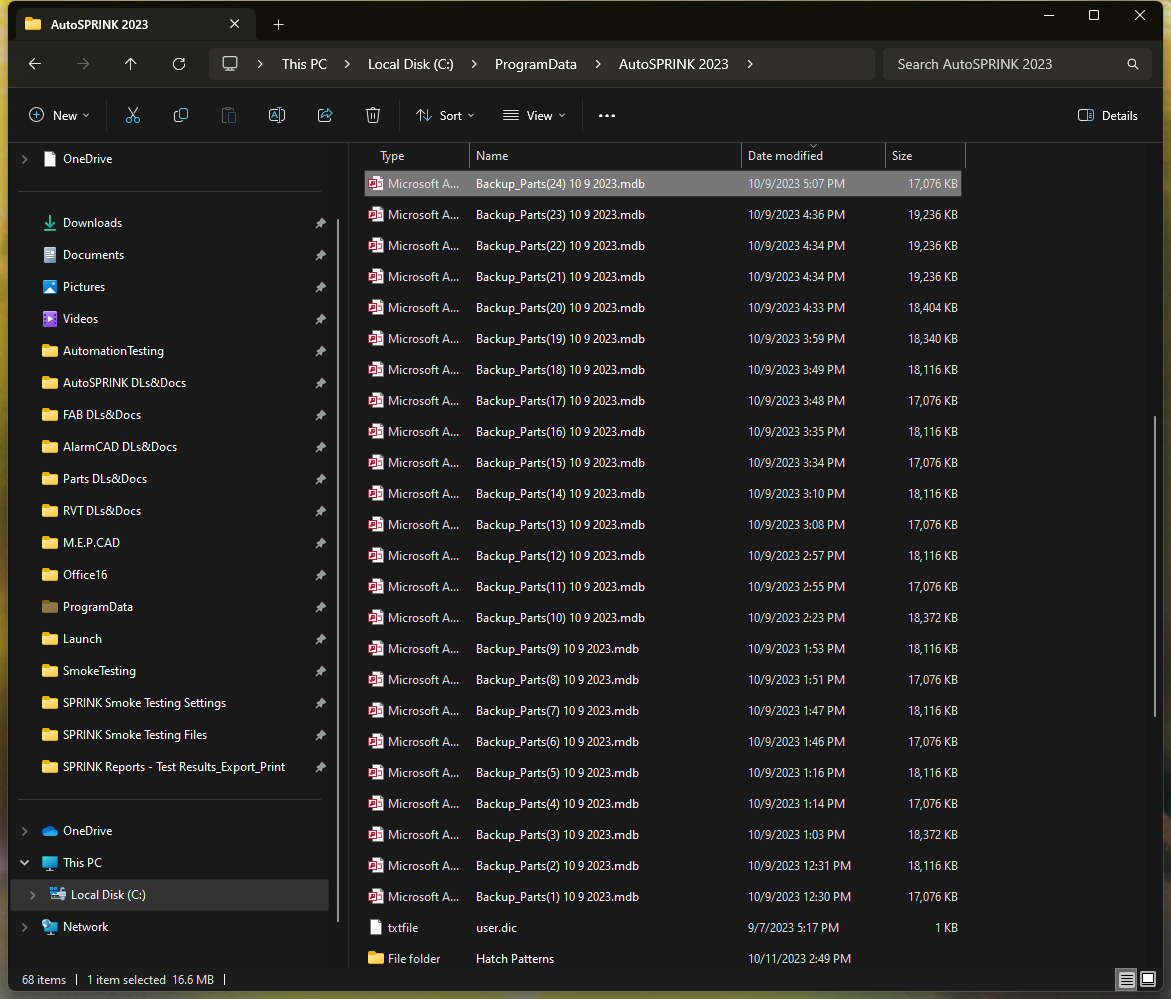 AutoSPRINK 2023
This PC Local Disk (C:) ProgramData AutoSPRINK 2023 Search AutoSPRINK 2023
New Sort View Details
OneDrive
Downloads
Documents
Pictures
Videos
AutomationTesting
AutoSPRINK DLs&Docs
FAB DLs&Docs
AlarmCAD DLs&Docs
Parts DLs&Docs
RVT DLs&Docs
M.E.P.CAD
Office16
ProgramData
Launch
SmokeTesting
SPRINK Smoke Testing Settings
SPRINK Smoke Testing Files
SPRINK Reports - Test Results_Export_Print
OneDrive
This PC
Local Disk (C:)
Network
Type Name Date modified Size
Microsoft A... Backup_Parts(24) 10 9 2023.mdb 10/9/2023 5:07 PM 17,076 KB
Microsoft A... Backup_Parts(23) 10 9 2023.mdb 10/9/2023 4:36 PM 19,236 KB
Microsoft A... Backup_Parts(22) 10 9 2023.mdb 10/9/2023 4:34 PM 19,236 KB
Microsoft A... Backup_Parts(21) 10 9 2023.mdb 10/9/2023 4:34 PM 19,236 KB
Microsoft A... Backup_Parts(20) 10 9 2023.mdb 10/9/2023 4:33 PM 18,404 KB
Microsoft A... Backup_Parts(19) 10 9 2023.mdb 10/9/2023 3:59 PM 18,340 KB
Microsoft A... Backup_Parts(18) 10 9 2023.mdb 10/9/2023 3:49 PM 18,116 KB
Microsoft A... Backup_Parts(17) 10 9 2023.mdb 10/9/2023 3:48 PM 17,076 KB
Microsoft A... Backup_Parts(16) 10 9 2023.mdb 10/9/2023 3:35 PM 18,116 KB
Microsoft A... Backup_Parts(15) 10 9 2023.mdb 10/9/2023 3:34 PM 17,076 KB
Microsoft A... Backup_Parts(14) 10 9 2023.mdb 10/9/2023 3:10 PM 18,116 KB
Microsoft A... Backup_Parts(13) 10 9 2023.mdb 10/9/2023 3:08 PM 17,076 KB
Microsoft A... Backup_Parts(12) 10 9 2023.mdb 10/9/2023 2:57 PM 18,116 KB
Microsoft A... Backup_Parts(11) 10 9 2023.mdb 10/9/2023 2:55 PM 17,076 KB
Microsoft A... Backup_Parts(10) 10 9 2023.mdb 10/9/2023 2:23 PM 18,372 KB
Microsoft A... Backup_Parts(9) 10 9 2023.mdb 10/9/2023 1:53 PM 18,116 KB
Microsoft A... Backup_Parts(8) 10 9 2023.mdb 10/9/2023 1:51 PM 17,076 KB
Microsoft A... Backup_Parts(7) 10 9 2023.mdb 10/9/2023 1:47 PM 18,116 KB
Microsoft A... Backup_Parts(6) 10 9 2023.mdb 10/9/2023 1:46 PM 17,076 KB
Microsoft A... Backup_Parts(5) 10 9 2023.mdb 10/9/2023 1:16 PM 18,116 KB
Microsoft A... Backup_Parts(4) 10 9 2023.mdb 10/9/2023 1:14 PM 17,076 KB
Microsoft A... Backup_Parts(3) 10 9 2023.mdb 10/9/2023 1:03 PM 18,372 KB
Microsoft A... Backup_Parts(2) 10 9 2023.mdb 10/9/2023 12:31 PM 18,116 KB
Microsoft A... Backup_Parts(1) 10 9 2023.mdb 10/9/2023 12:30 PM 17,076 KB
txtfile user.dic 9/7/2023 5:17 PM 1 KB
File folder Hatch Patterns 10/11/2023 2:49 PM
68 items 1 item selected 16.6 MB